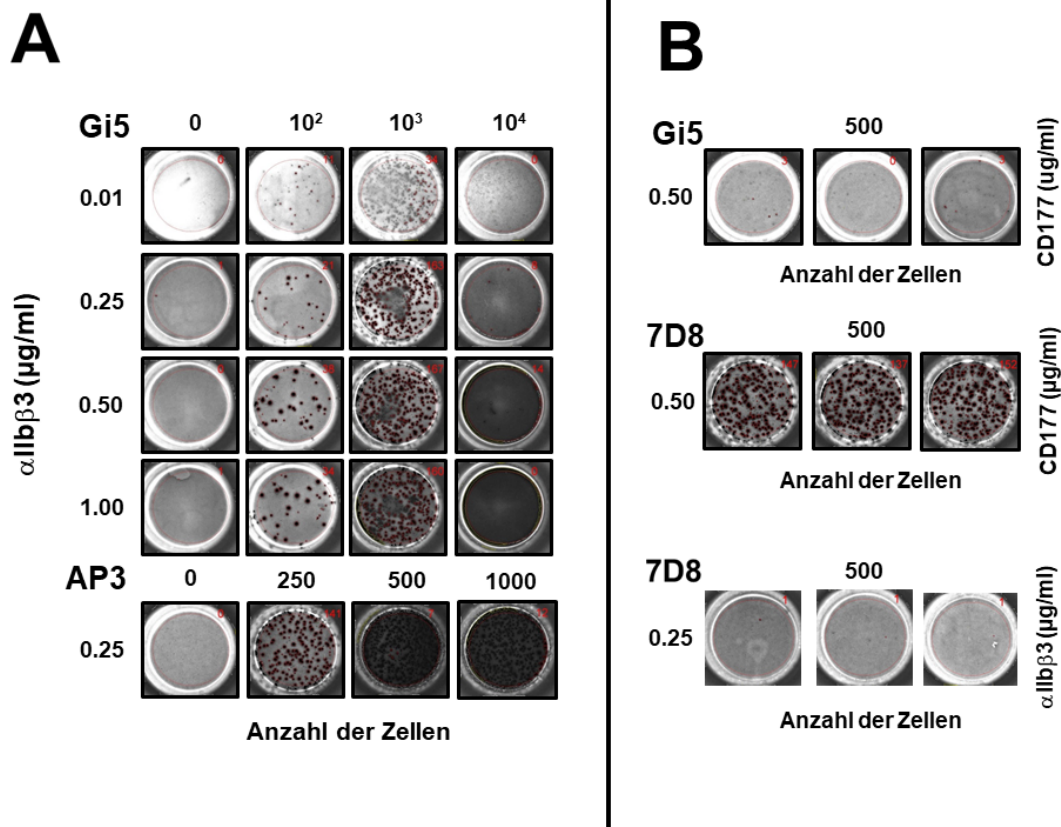 A
Gi5 0 10² 10³ 10⁴
0.01
0.25
0.50
1.00
αIIbβ3 (µg/ml)
AP3 0 250 500 1000
0.25
Anzahl der Zellen
B
Gi5 500
0.50
CD177 (ug/ml)
Anzahl der Zellen
7D8 500
0.50
CD177 (µg/ml)
Anzahl der Zellen
7D8 500
0.25
αIIbβ3 (µg/ml)
Anzahl der Zellen